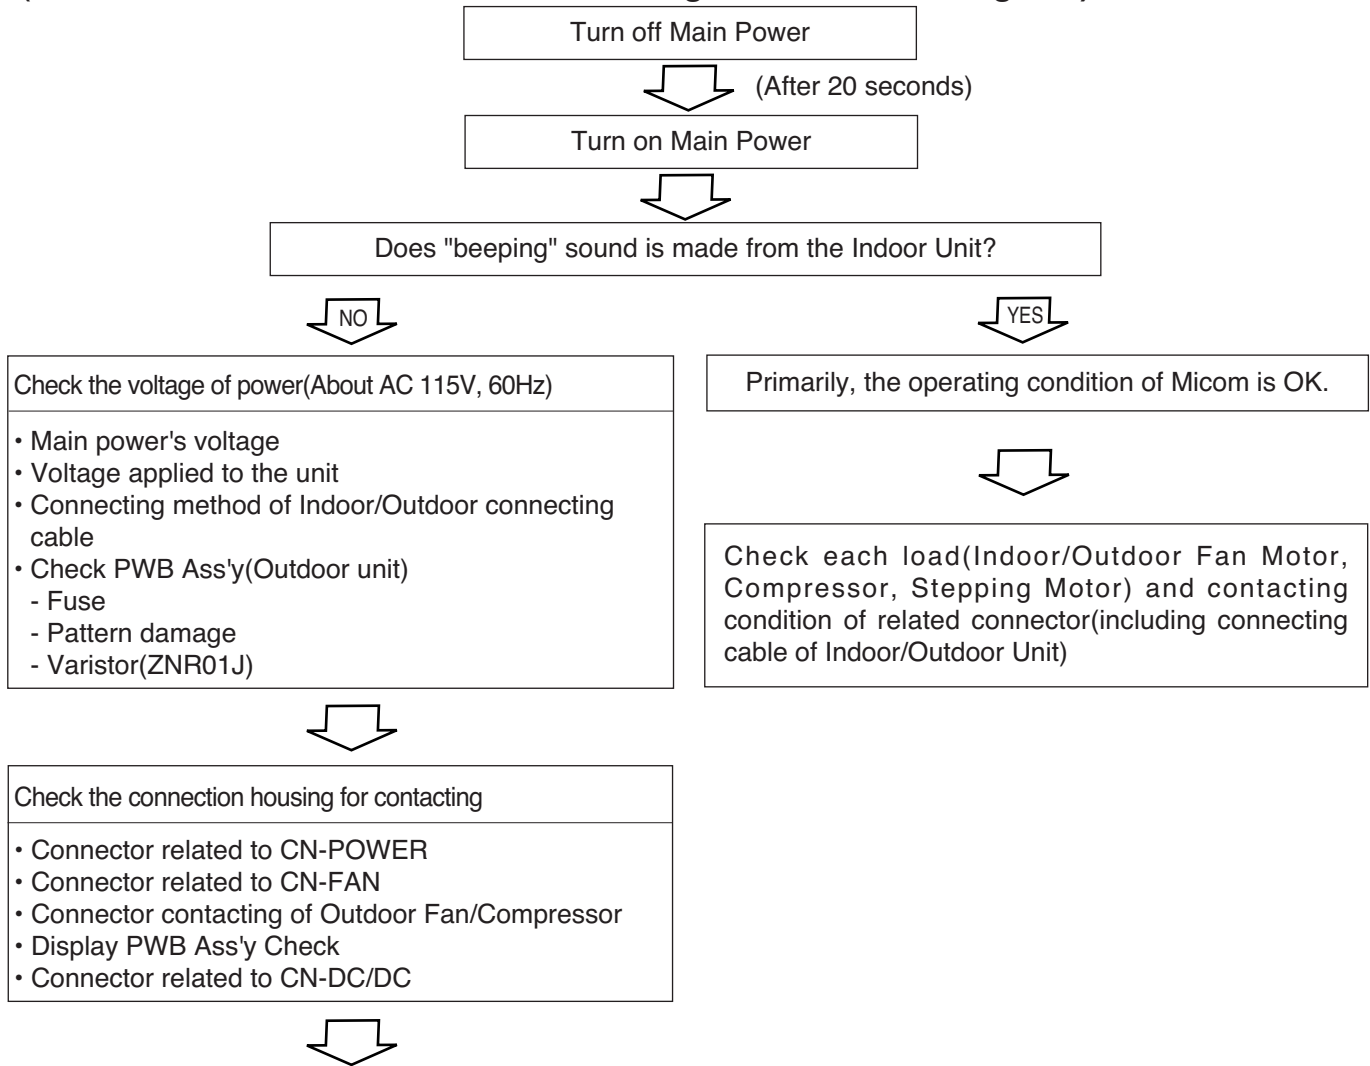 Turn off Main Power
(After 20 seconds)
Turn on Main Power
Does "beeping" sound is made from the Indoor Unit?
NO
YES
Check the voltage of power(About AC 115V, 60Hz)
• Main power's voltage
• Voltage applied to the unit
• Connecting method of Indoor/Outdoor connecting
cable
• Check PWB Ass'y(Outdoor unit)
- Fuse
- Pattern damage
- Varistor(ZNR01J)
Primarily, the operating condition of Micom is OK.
Check each load(Indoor/Outdoor Fan Motor,
Compressor, Stepping Motor) and contacting
condition of related connector(including connecting
cable of Indoor/Outdoor Unit)
Check the connection housing for contacting
• Connector related to CN-POWER
• Connector related to CN-FAN
• Connector contacting of Outdoor Fan/Compressor
• Display PWB Ass'y Check
• Connector related to CN-DC/DC